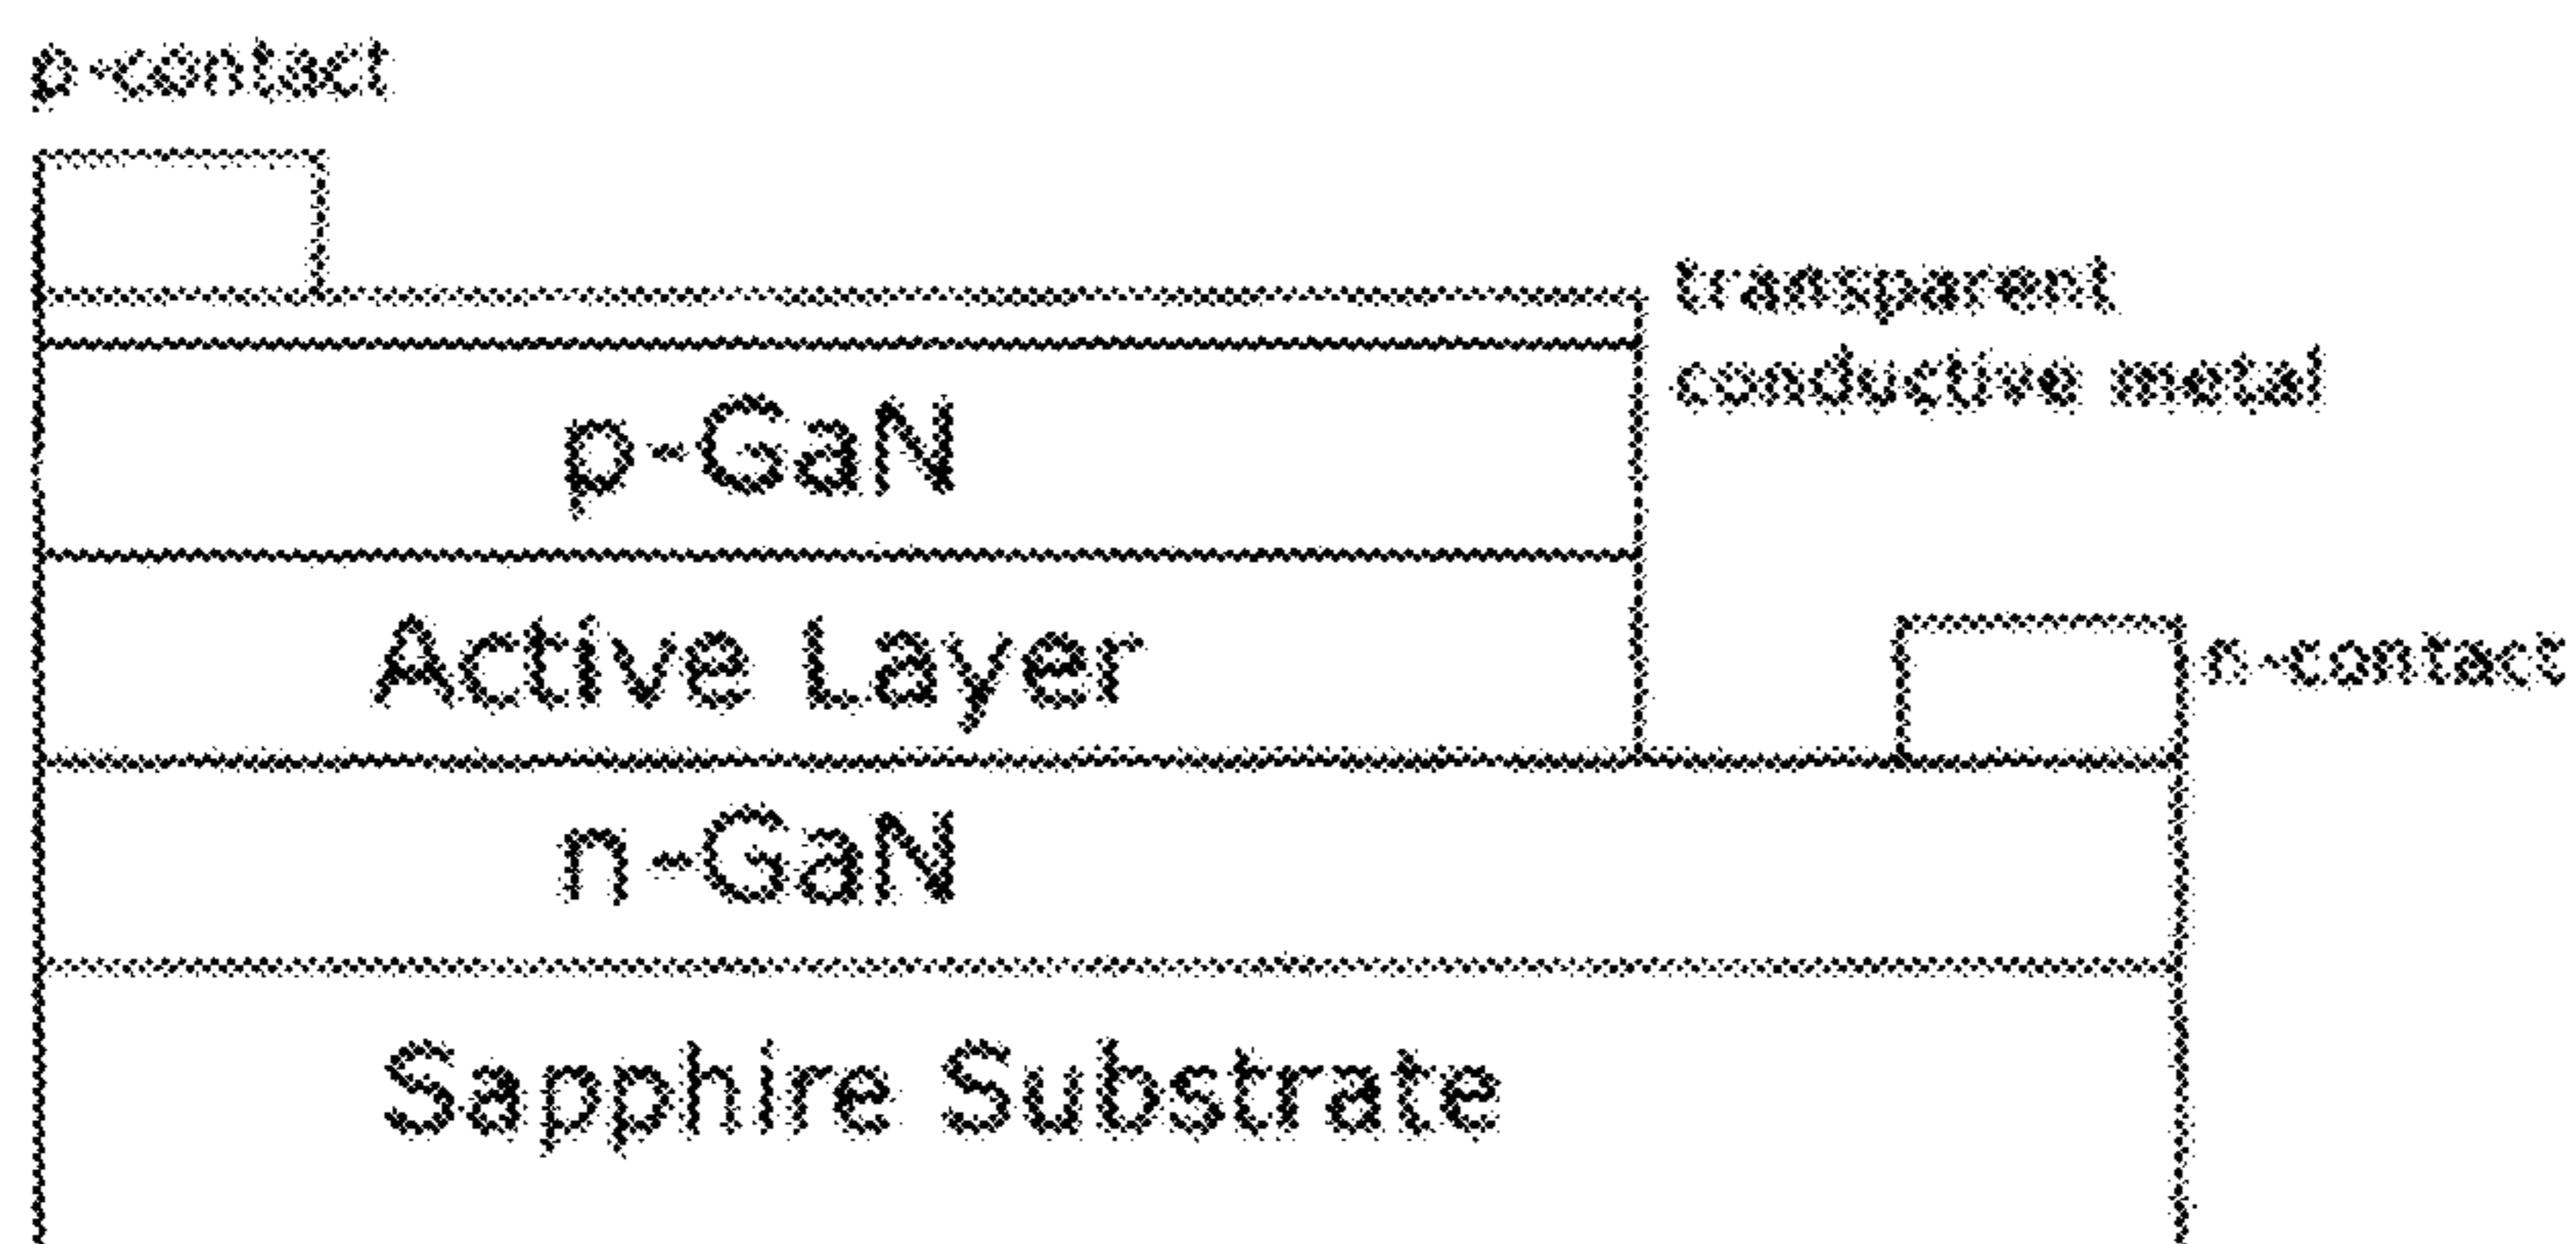 p-contact
transparent
conductive metal
p-GaN
Active Layer
n-contact
n-GaN
Sapphire Substrate